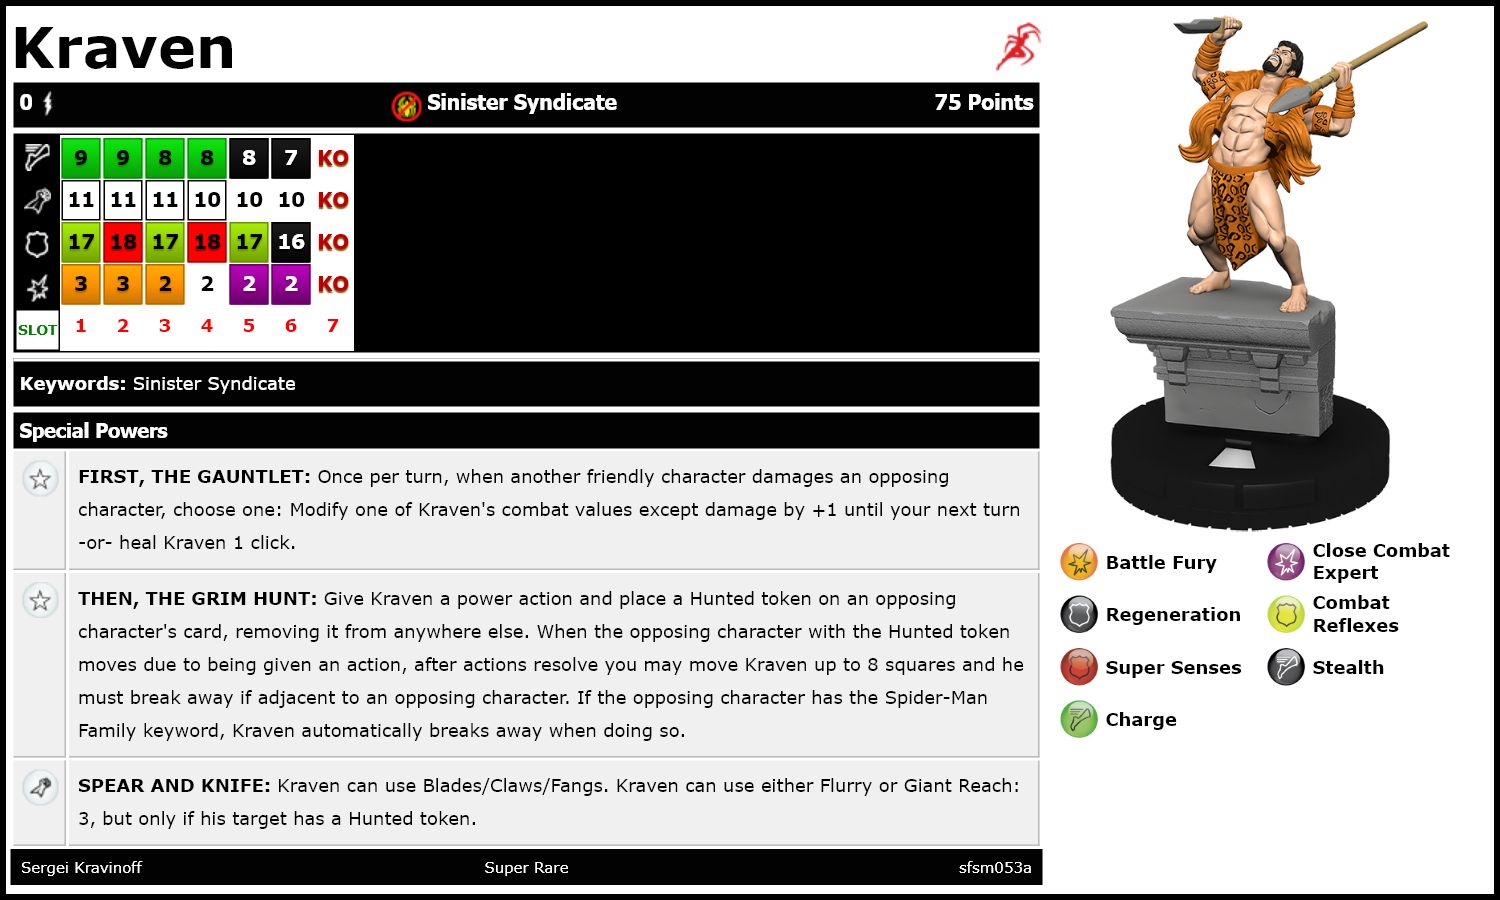 Kraven
0 Sinister Syndicate 75 Points
9 9 8 8 8 7 KO
11 11 11 10 10 10 KO
17 18 17 18 17 16 KO
3 3 2 2 2 2 KO
SLOT 1 2 3 4 5 6 7
Keywords: Sinister Syndicate
Special Powers
FIRST, THE GAUNTLET: Once per turn, when another friendly character damages an opposing
character, choose one: Modify one of Kraven's combat values except damage by +1 until your next turn
-or- heal Kraven 1 click.
THEN, THE GRIM HUNT: Give Kraven a power action and place a Hunted token on an opposing
character's card, removing it from anywhere else. When the opposing character with the Hunted token
moves due to being given an action, after actions resolve you may move Kraven up to 8 squares and he
must break away if adjacent to an opposing character. If the opposing character has the Spider-Man
Family keyword, Kraven automatically breaks away when doing so.
SPEAR AND KNIFE: Kraven can use Blades/Claws/Fangs. Kraven can use either Flurry or Giant Reach:
3, but only if his target has a Hunted token.
Sergei Kravinoff Super Rare sfsm053a
Battle Fury
Close Combat
Expert
Regeneration
Combat
Reflexes
Super Senses
Stealth
Charge